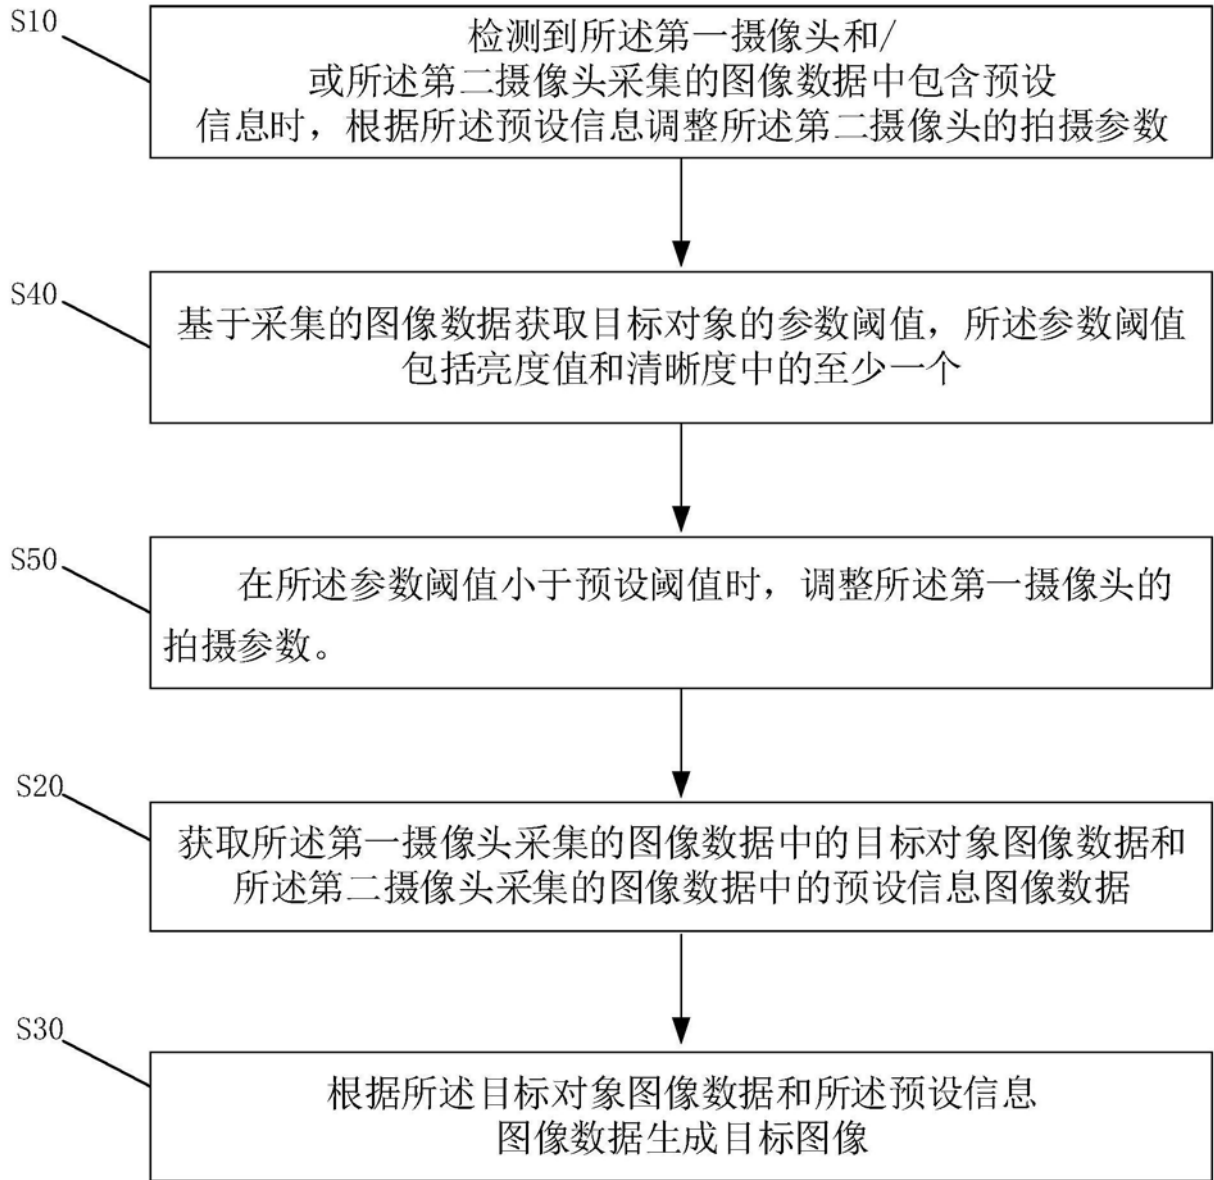 S10
检测到所述第一摄像头和/
或所述第二摄像头采集的图像数据中包含预设
信息时，根据所述预设信息调整所述第二摄像头的拍摄参数
S40
基于采集的图像数据获取目标对象的参数阈值，所述参数阈值
包括亮度值和清晰度中的至少一个
S50
在所述参数阈值小于预设阈值时，调整所述第一摄像头的
拍摄参数。
S20
获取所述第一摄像头采集的图像数据中的目标对象图像数据和
所述第二摄像头采集的图像数据中的预设信息图像数据
S30
根据所述目标对象图像数据和所述预设信息
图像数据生成目标图像